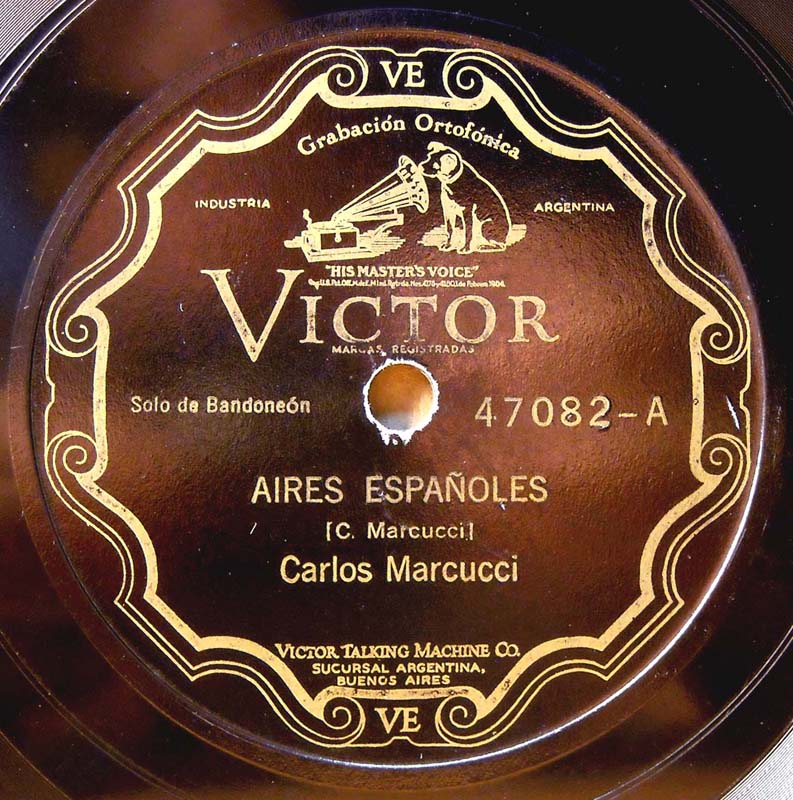 VE
Grabación Ortofónica
INDUSTRIA
ARGENTINA
"HIS MASTER'S VOICE"
VICTOR
MARCAS REGISTRADAS
Solo de Bandoneón
47082-A
AIRES ESPAÑOLES
[C. Marcucci]
Carlos Marcucci
VICTOR TALKING MACHINE CO.
SUCURSAL ARGENTINA,
BUENOS AIRES
VE